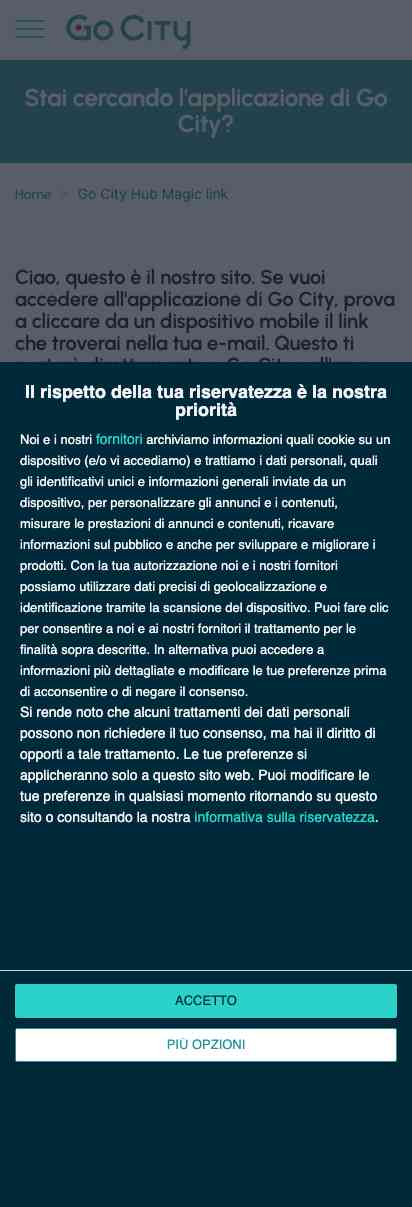 Go City
Stai cercando l'applicazione di Go
City?
Home > Go City Hub Magic link
Ciao, questo è il nostro sito. Se vuoi
accedere all'applicazione di Go City, prova
a cliccare da un dispositivo mobile il link
che troverai nella tua e-mail. Questo ti
Il rispetto della tua riservatezza è la nostra
priorità
Noi e i nostri fornitori archiviamo informazioni quali cookie su un
dispositivo (e/o vi accediamo) e trattiamo i dati personali, quali
gli identificativi unici e informazioni generali inviate da un
dispositivo, per personalizzare gli annunci e i contenuti,
misurare le prestazioni di annunci e contenuti, ricavare
informazioni sul pubblico e anche per sviluppare e migliorare i
prodotti. Con la tua autorizzazione noi e i nostri fornitori
possiamo utilizzare dati precisi di geolocalizzazione e
identificazione tramite la scansione del dispositivo. Puoi fare clic
per consentire a noi e ai nostri fornitori il trattamento per le
finalità sopra descritte. In alternativa puoi accedere a
informazioni più dettagliate e modificare le tue preferenze prima
di acconsentire o di negare il consenso.
Si rende noto che alcuni trattamenti dei dati personali
possono non richiedere il tuo consenso, ma hai il diritto di
opporti a tale trattamento. Le tue preferenze si
applicheranno solo a questo sito web. Puoi modificare le
tue preferenze in qualsiasi momento ritornando su questo
sito o consultando la nostra informativa sulla riservatezza.
ACCETTO
PIÙ OPZIONI